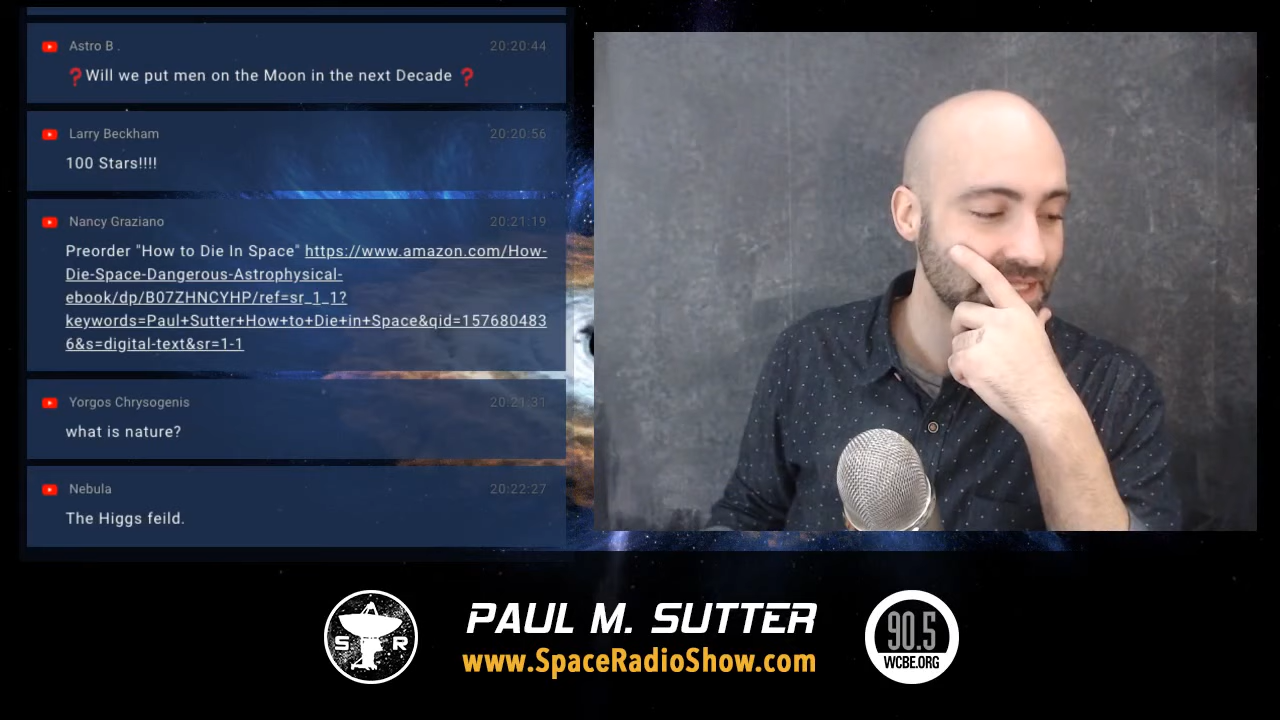 Astro B . 20:20:44
❓Will we put men on the Moon in the next Decade ❓
Larry Beckham 20:20:56
100 Stars!!!!
Nancy Graziano 20:21:19
Preorder "How to Die In Space" https://www.amazon.com/How-
Die-Space-Dangerous-Astrophysical-
ebook/dp/B07ZHNCYHP/ref=sr_1_1?
keywords=Paul+Sutter+How+to+Die+in+Space&qid=157680483
6&s=digital-text&sr=1-1
Yorgos Chrysogenis 20:21:31
what is nature?
Nebula 20:22:27
The Higgs feild.
S R
PAUL M. SUTTER
www.SpaceRadioShow.com
90.5
WCBE.ORG